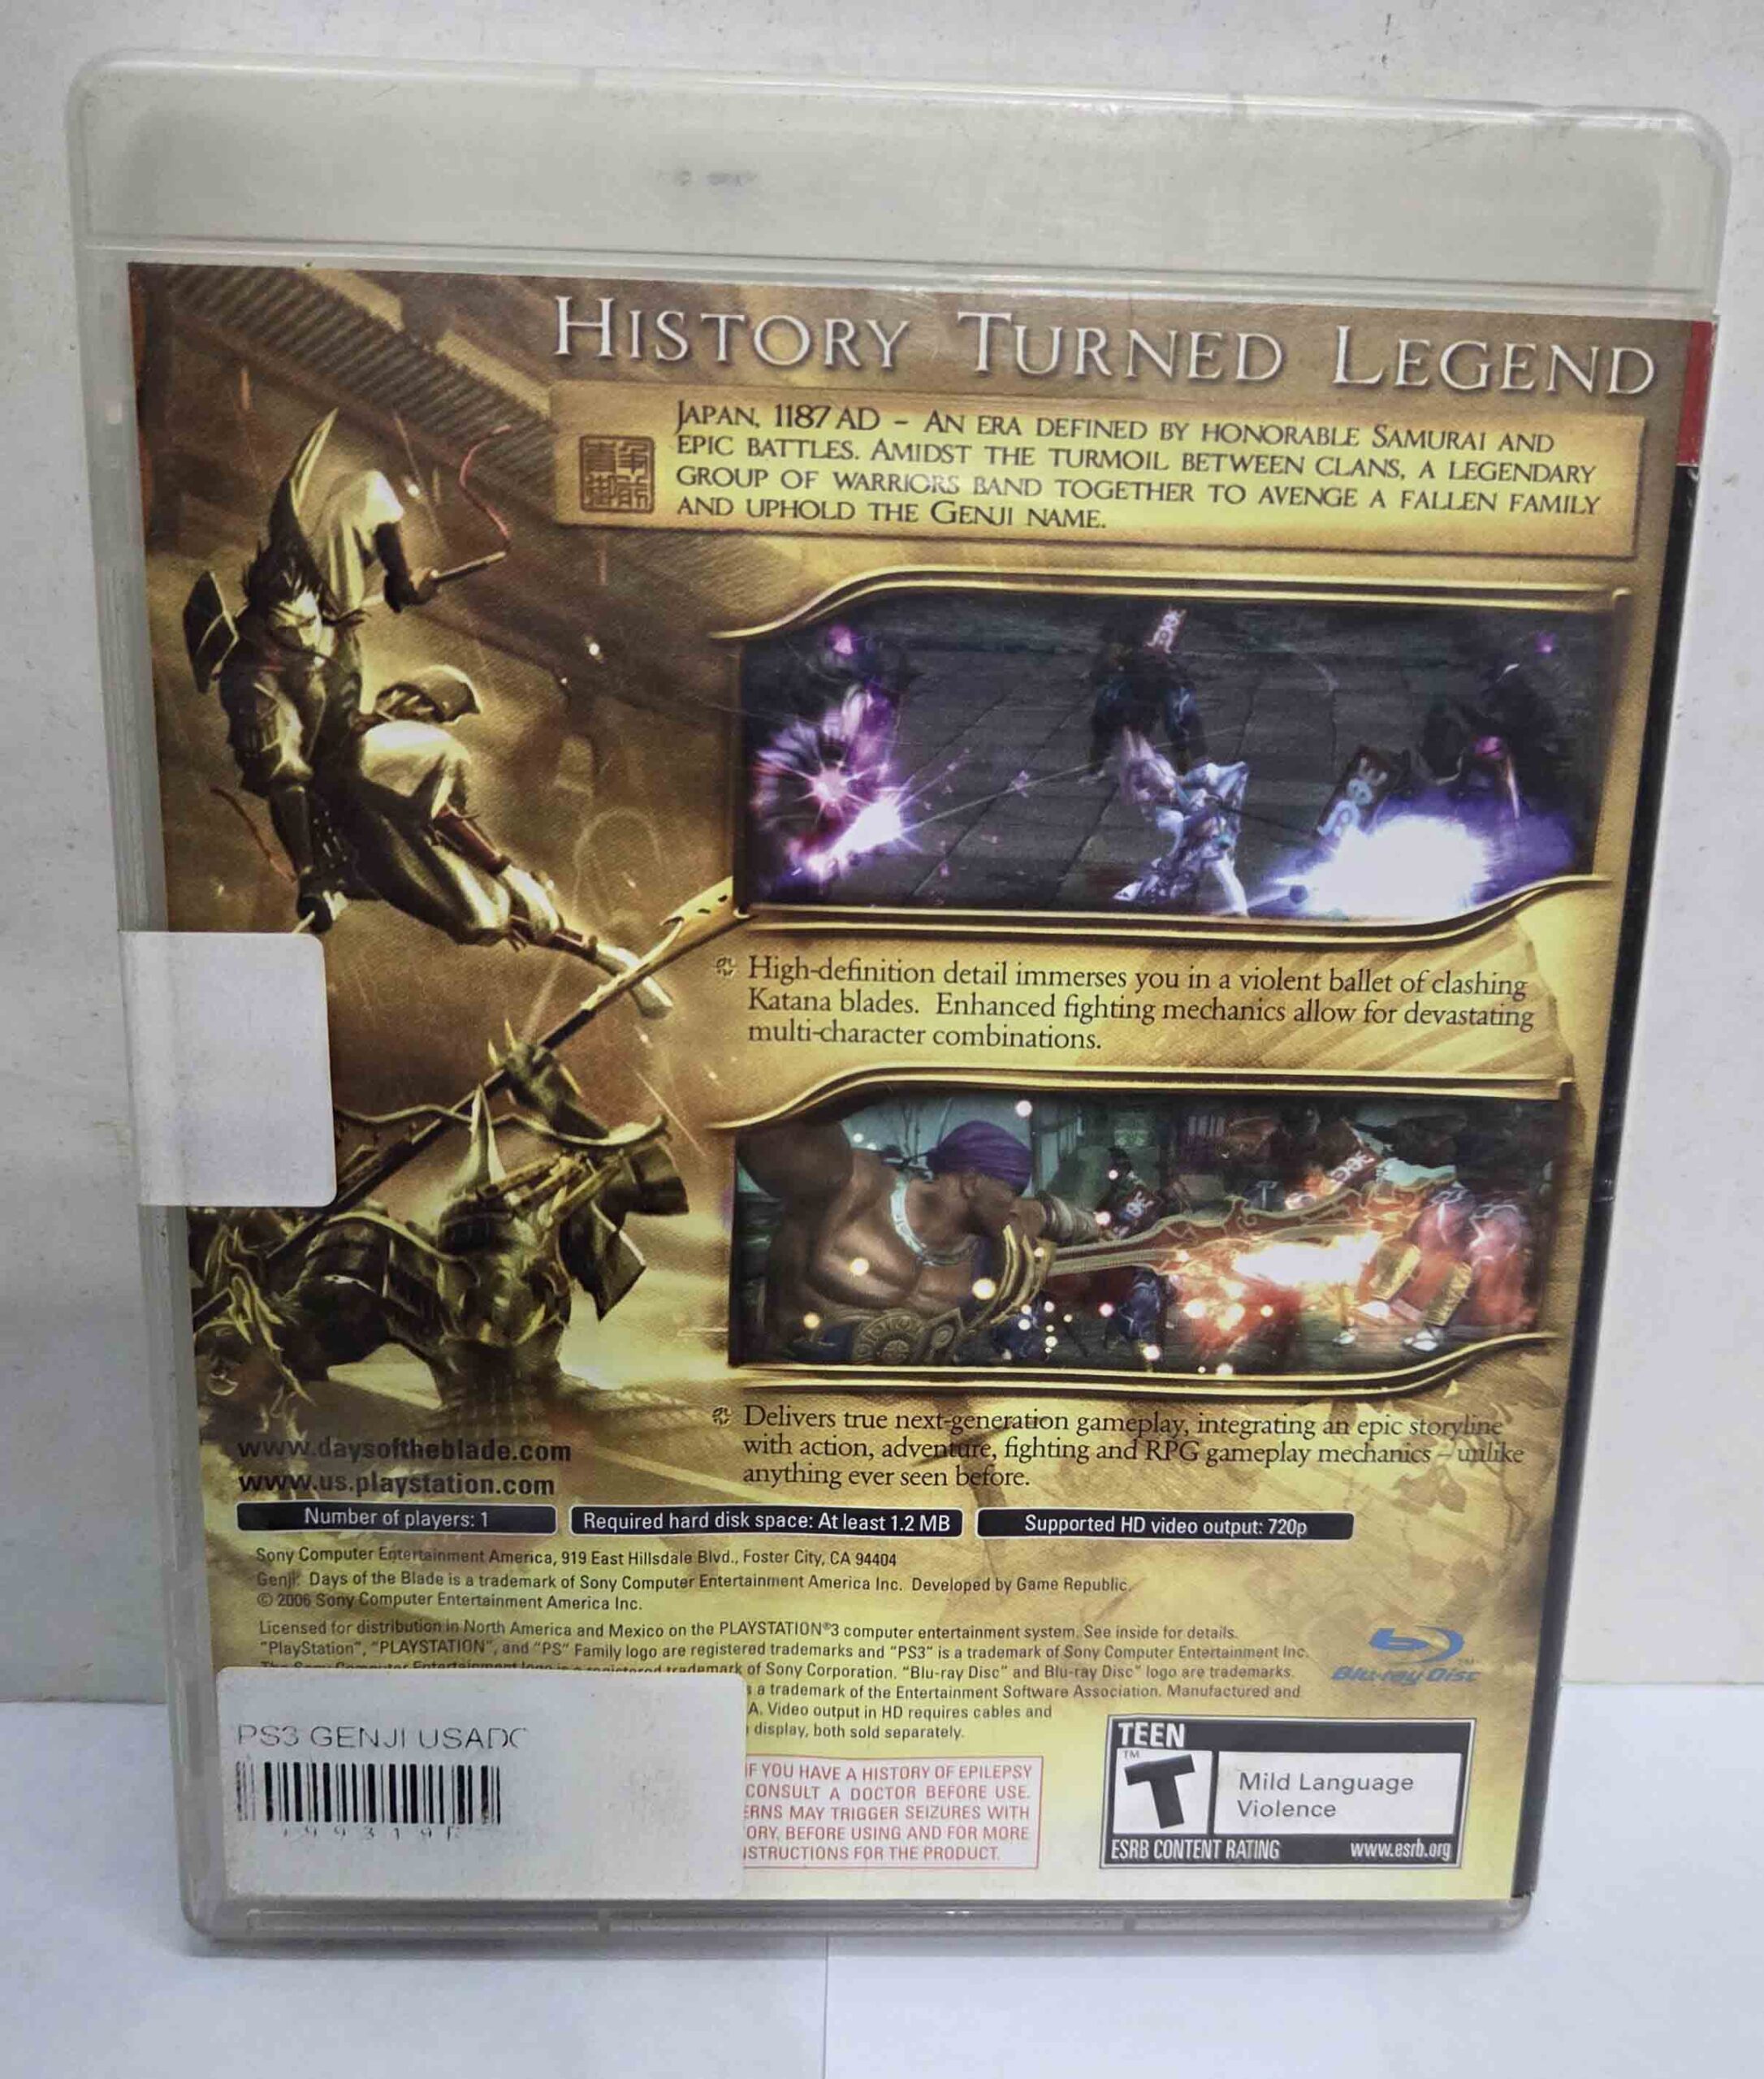 HISTORY TURNED LEGEND
JAPAN, 1187 AD – AN ERA DEFINED BY HONORABLE SAMURAI AND
EPIC BATTLES. AMIDST THE TURMOIL BETWEEN CLANS, A LEGENDARY
GROUP OF WARRIORS BAND TOGETHER TO AVENGE A FALLEN FAMILY
AND UPHOLD THE GENJI NAME.
High-definition detail immerses you in a violent ballet of clashing
Katana blades. Enhanced fighting mechanics allow for devastating
multi-character combinations.
Delivers true next-generation gameplay, integrating an epic storyline
with action, adventure, fighting and RPG gameplay mechanics – unlike
anything ever seen before.
www.daysoftheblade.com
www.us.playstation.com
Number of players: 1
Required hard disk space: At least 1.2 MB
Supported HD video output: 720p
Sony Computer Entertainment America, 919 East Hillsdale Blvd., Foster City, CA 94404
Genji: Days of the Blade is a trademark of Sony Computer Entertainment America Inc. Developed by Game Republic.
© 2006 Sony Computer Entertainment America Inc.
Licensed for distribution in North America and Mexico on the PLAYSTATION®3 computer entertainment system. See inside for details.
"PlayStation", "PLAYSTATION", and "PS" Family logo are registered trademarks and "PS3" is a trademark of Sony Computer Entertainment Inc.
trademark of Sony Corporation. "Blu-ray Disc" and Blu-ray Disc" logo are trademarks.
a trademark of the Entertainment Software Association. Manufactured and
A. Video output in HD requires cables and
display, both sold separately.
Blu-ray Disc™
PS3 GENJI USADO
IF YOU HAVE A HISTORY OF EPILEPSY
CONSULT A DOCTOR BEFORE USE.
ERNS MAY TRIGGER SEIZURES WITH
ORY. BEFORE USING AND FOR MORE
STRUCTIONS FOR THE PRODUCT.
TEEN
™
T
Mild Language
Violence
ESRB CONTENT RATING www.esrb.org